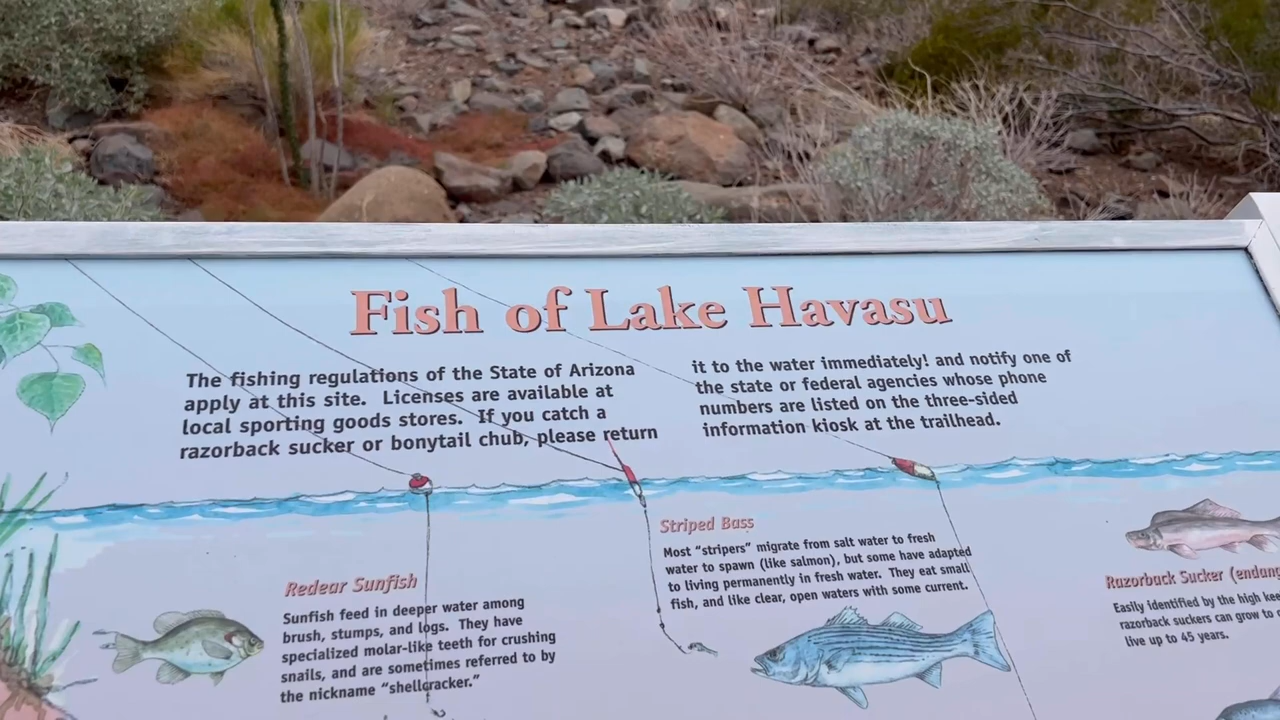 Fish of Lake Havasu
The fishing regulations of the State of Arizona
apply at this site. Licenses are available at
local sporting goods stores. If you catch a
razorback sucker or bonytail chub, please return
it to the water immediately! and notify one of
the state or federal agencies whose phone
numbers are listed on the three-sided
information kiosk at the trailhead.
Redear Sunfish
Sunfish feed in deeper water among
brush, stumps, and logs. They have
specialized molar-like teeth for crushing
snails, and are sometimes referred to by
the nickname "shellcracker."
Striped Bass
Most "stripers" migrate from salt water to fresh
water to spawn (like salmon), but some have adapted
to living permanently in fresh water. They eat small
fish, and like clear, open waters with some current.
Razorback Sucker
Easily identified by the high
razorback suckers can grow to
live up to 45 years.